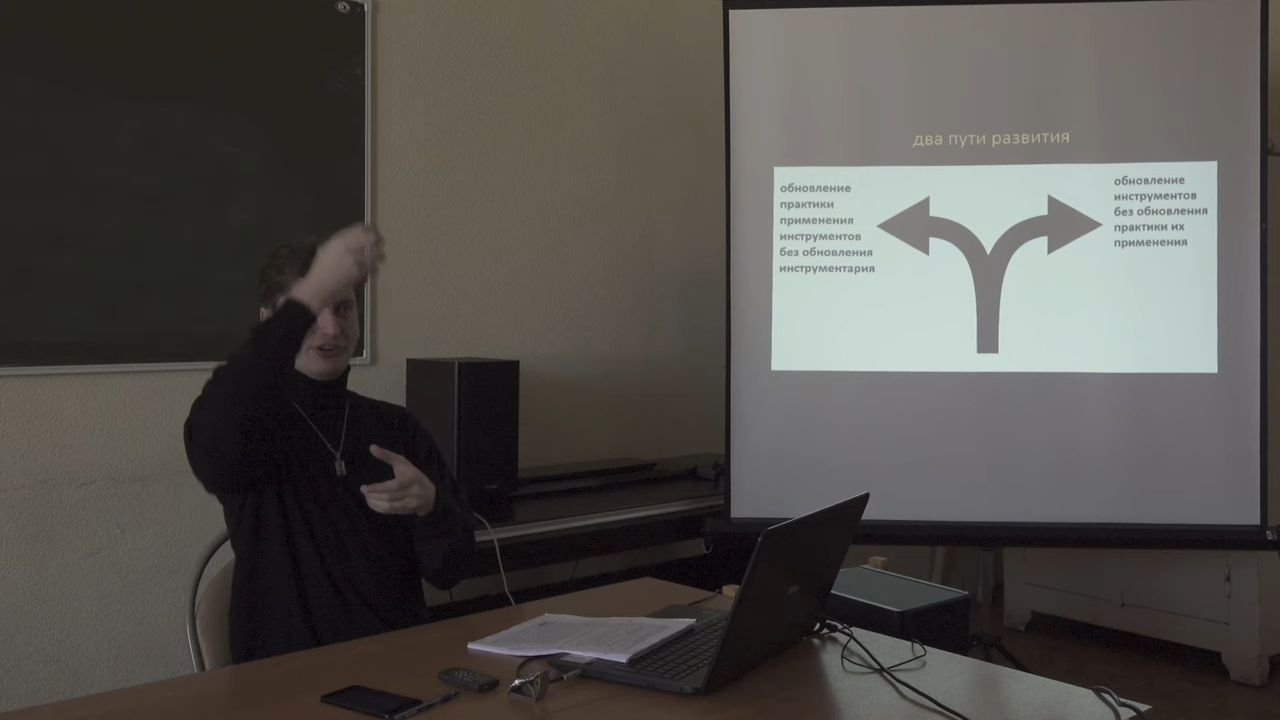 два пути развития
обновление
практики
применения
инструментов
без обновления
инструментария
обновление
инструментов
без обновления
практики их
применения